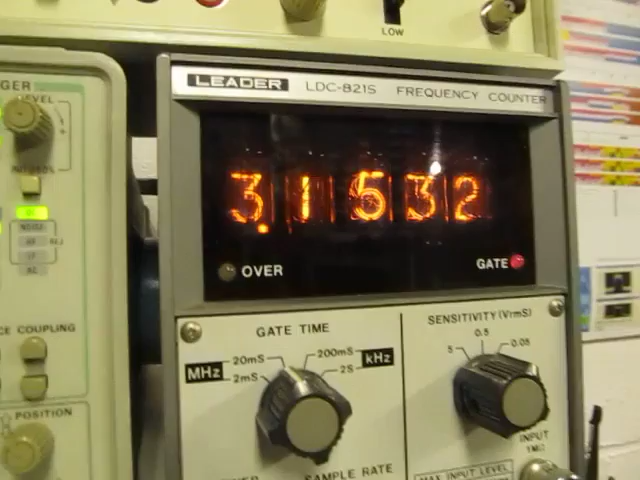 LOW
LEADER LDC-821S FREQUENCY COUNTER
3.1532
OVER
GATE
LEVEL
COUPLING
POSITION
GATE TIME
MHz
20mS
2mS
200mS
2S
kHz
SENSITIVITY (VrmS)
5
0.5
0.05
INPUT
1MΩ
SAMPLE RATE
MAX INPUT LEVEL